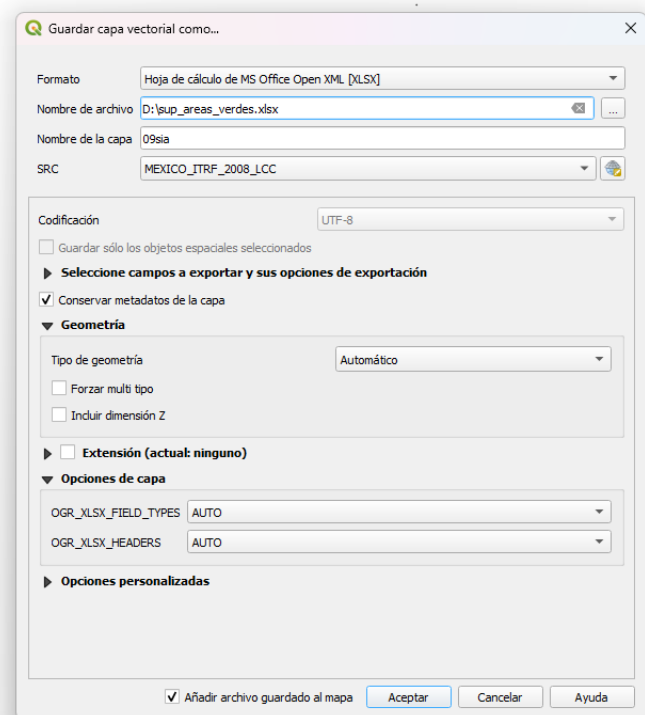 Guardar capa vectorial como...
Formato Hoja de cálculo de MS Office Open XML [XLSX]
Nombre de archivo D:\sup_areas_verdes.xlsx ...
Nombre de la capa 09sia
SRC MEXICO_ITRF_2008_LCC
Codificación UTF-8
Guardar sólo los objetos espaciales seleccionados
Seleccione campos a exportar y sus opciones de exportación
Conservar metadatos de la capa
Geometría
Tipo de geometría Automático
Forzar multi tipo
Incluir dimensión Z
Extensión (actual: ninguno)
Opciones de capa
OGR_XLSX_FIELD_TYPES AUTO
OGR_XLSX_HEADERS AUTO
Opciones personalizadas
Añadir archivo guardado al mapa Aceptar Cancelar Ayuda